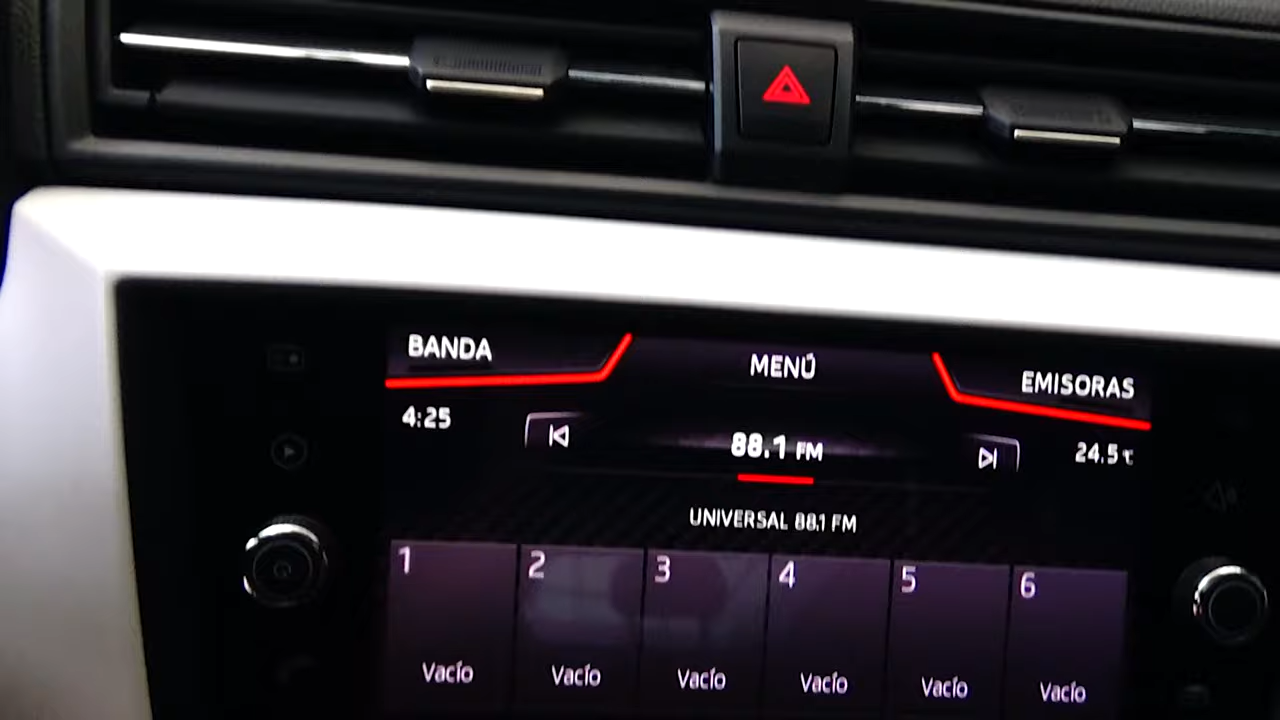 BANDA MENÚ EMISORAS
4:25 88.1 FM 24.5 °C
UNIVERSAL 88.1 FM
1 2 3 4 5 6
Vacío Vacío Vacío Vacío Vacío Vacío